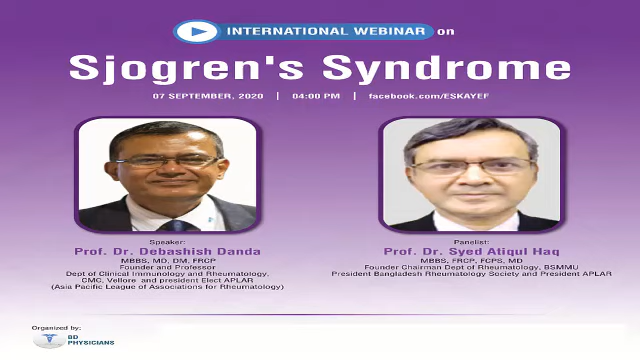 INTERNATIONAL WEBINAR on
Sjogren's Syndrome
07 SEPTEMBER, 2020 | 04:00 PM | facebook.com/ESKAYEF
Speaker:
Prof. Dr. Debashish Danda
MBBS, MD, DM, FRCP
Founder and Professor
Dept of Clinical Immunology and Rheumatology.
CMC, Vellore and president Elect APLAR
(Asia Pacific League of Associations for Rheumatology)
Panelist:
Prof. Dr. Syed Atiqul Haq
MBBS, FRCP, FCPS, MD
Founder Chairman Dept of Rheumatology, BSMMU
President Bangladesh Rheumatology Society and President APLAR
Organized by:
BD
PHYSICIANS